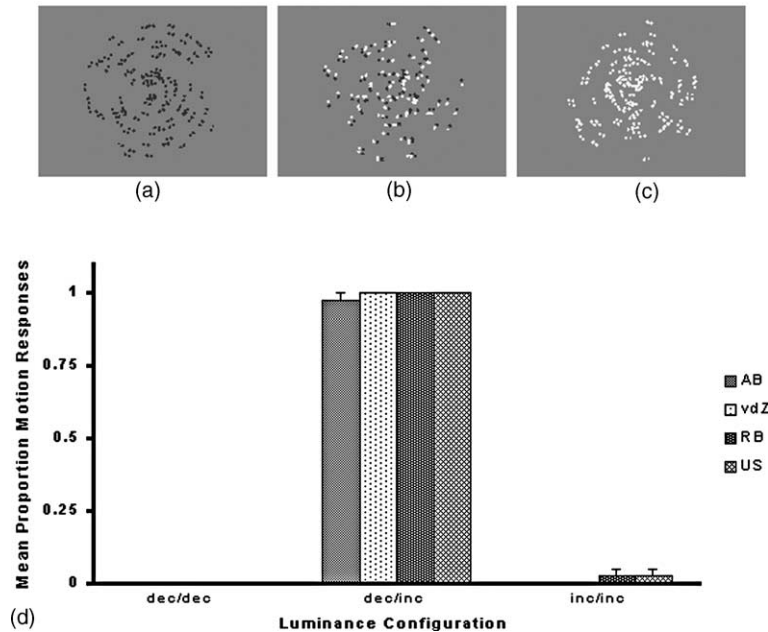 (a)
(b)
(c)
Mean Proportion Motion Responses
1
0.75
0.5
0.25
0
dec/dec
dec/inc
inc/inc
Luminance Configuration
AB
vdZ
RB
US
(d)